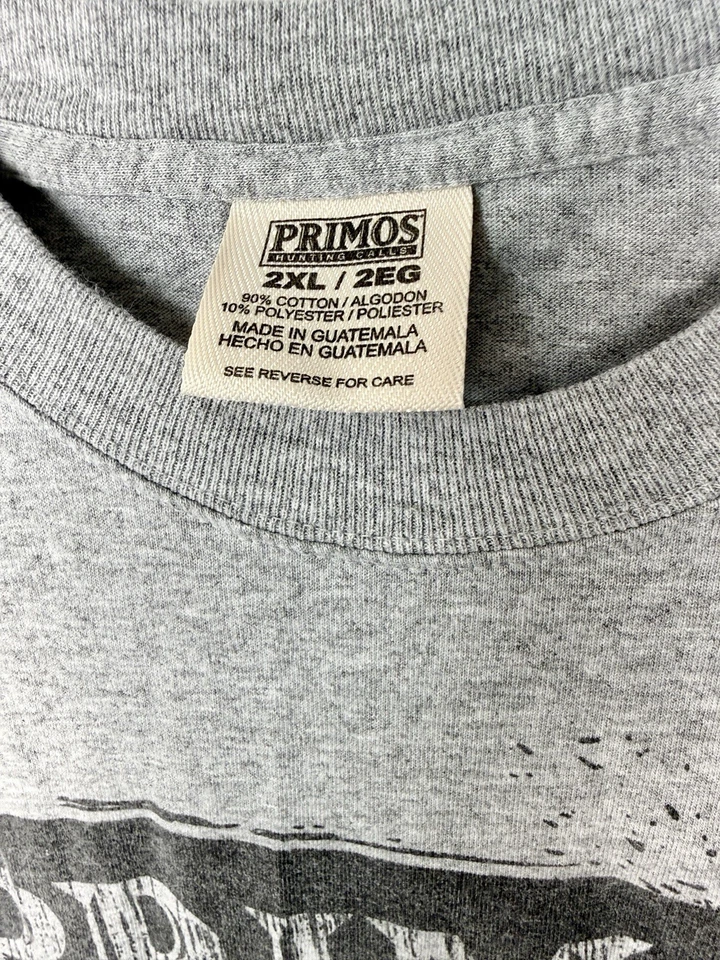 PRIMOS
HUNTING CALLS
2XL / 2EG
90% COTTON / ALGODON
10% POLYESTER / POLIESTER
MADE IN GUATEMALA
HECHO EN GUATEMALA
SEE REVERSE FOR CARE